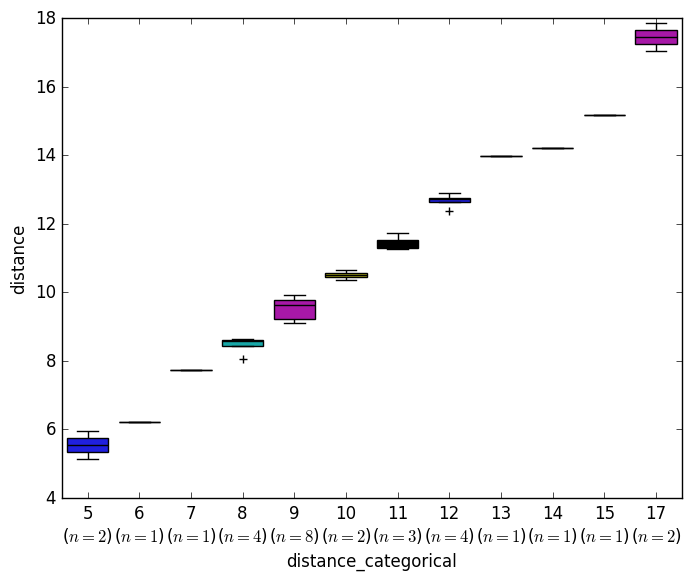 18
16
14
12
10
8
6
4
distance
5 6 7 8 9 10 11 12 13 14 15 17
(n = 2) (n = 1) (n = 1) (n = 4) (n = 8) (n = 2) (n = 3) (n = 4) (n = 1) (n = 1) (n = 1) (n = 2)
distance_categorical